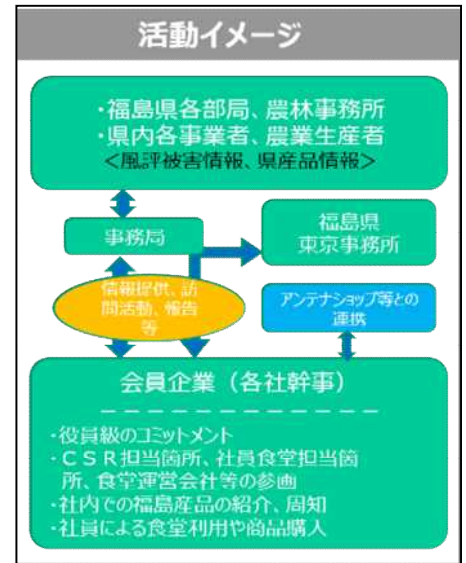 活動イメージ
・福島県各部局、農林事務所
・県内各事業者、農業生産者
＜風評被害情報、県産品情報＞
事務局
福島県
東京事務所
情報提供、訪
問活動、報告
等
アンテナショップ等との
連携
会員企業（各社幹事）
・役員級のコミットメント
・ＣＳＲ担当箇所、社員食堂担当箇
所、食堂運営会社等の参画
・社内での福島産品の紹介、周知
・社員による食堂利用や商品購入